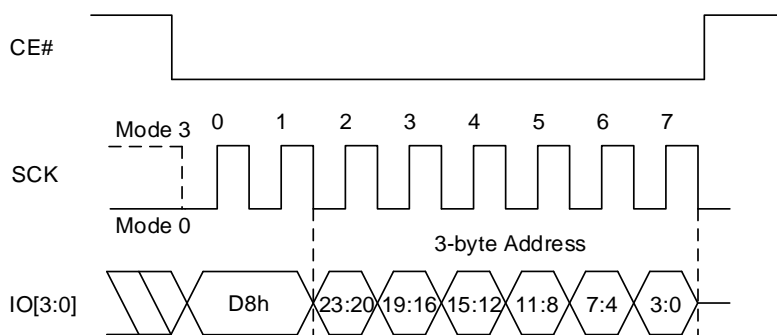 CE#
Mode 3 0 1 2 3 4 5 6 7
SCK
Mode 0
3-byte Address
IO[3:0] D8h 23:20 19:16 15:12 11:8 7:4 3:0